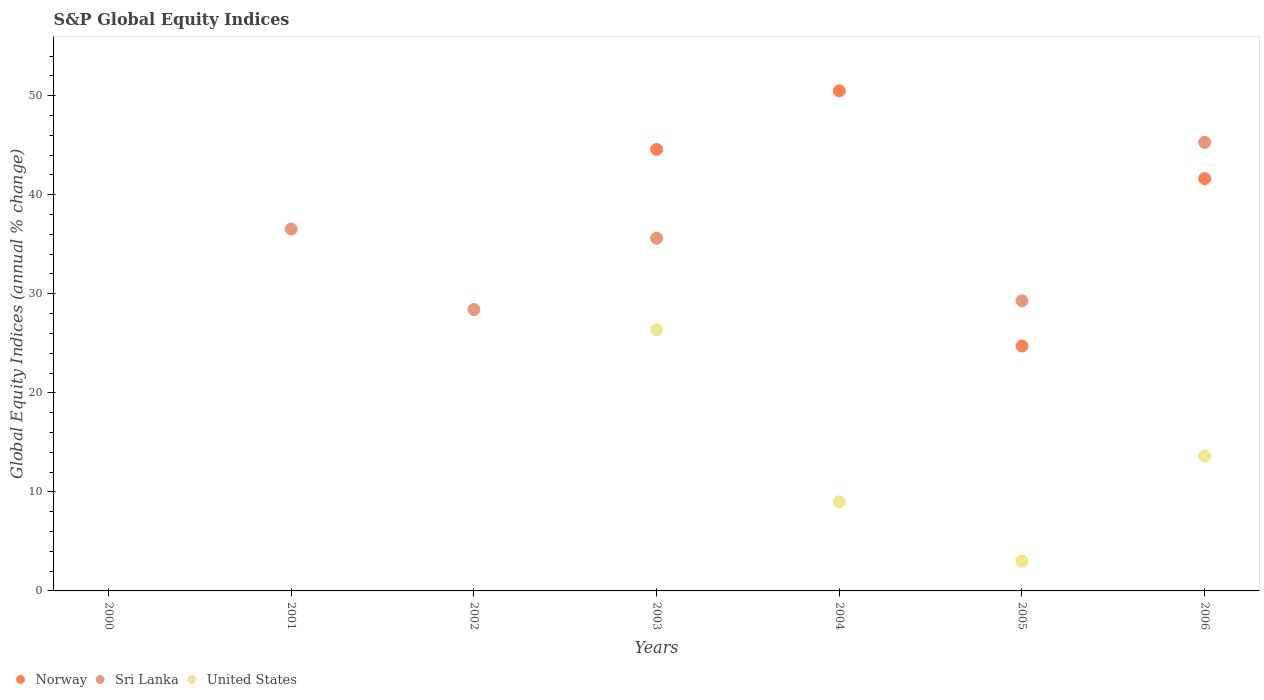 S&P Global Equity Indices
Global Equity Indices (annual % change)
50
40
30
20
10
0
2000
2001
2002
2003
2004
2005
2006
Years
Norway
Sri Lanka
United States